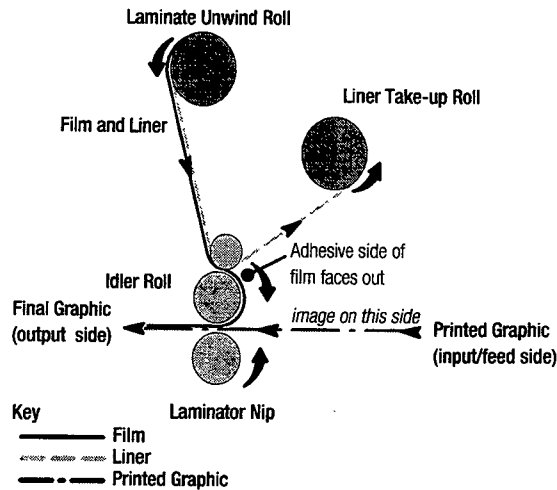 Laminate Unwind Roll
Liner Take-up Roll
Film and Liner
Adhesive side of
film faces out
Idler Roll
Final Graphic
(output side)
image on this side
Printed Graphic
(input/feed side)
Laminator Nip
Key
Film
Liner
Printed Graphic